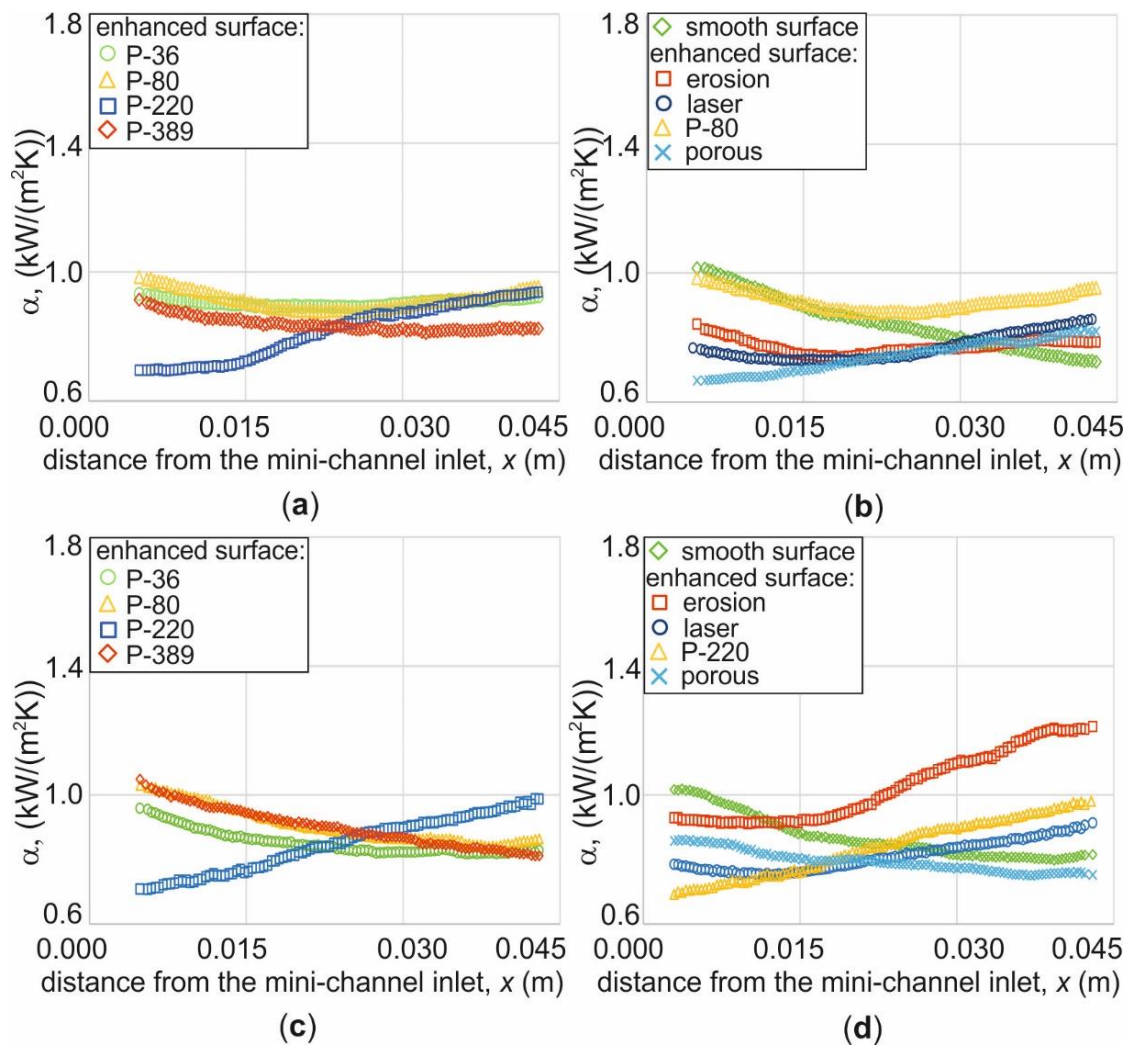 1.8
1.4
1.0
0.6
α, (kW/(m²K))
enhanced surface:
P-36
P-80
P-220
P-389
0.000 0.015 0.030 0.045
distance from the mini-channel inlet, x (m)
(a)
1.8
1.4
1.0
0.6
α, (kW/(m²K))
smooth surface
enhanced surface:
erosion
laser
P-80
porous
0.000 0.015 0.030 0.045
distance from the mini-channel inlet, x (m)
(b)
1.8
1.4
1.0
0.6
α, (kW/(m²K))
enhanced surface:
P-36
P-80
P-220
P-389
0.000 0.015 0.030 0.045
distance from the mini-channel inlet, x (m)
(c)
1.8
1.4
1.0
0.6
α, (kW/(m²K))
smooth surface
enhanced surface:
erosion
laser
P-220
porous
0.000 0.015 0.030 0.045
distance from the mini-channel inlet, x (m)
(d)